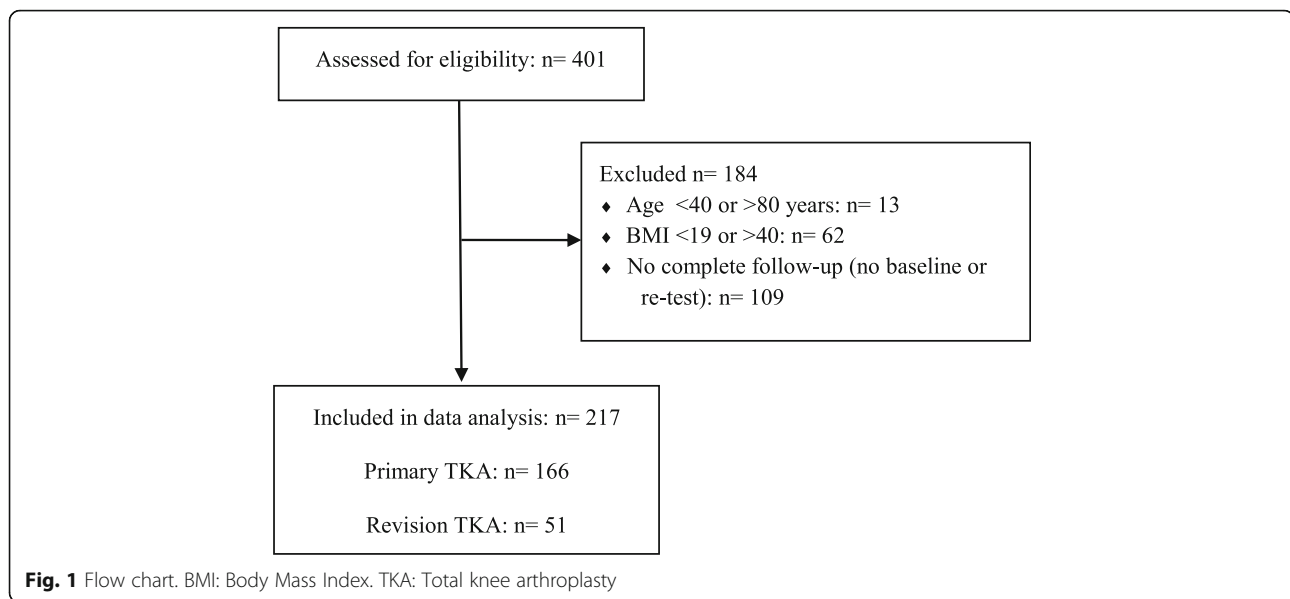 Assessed for eligibility: n= 401
Excluded n= 184
♦ Age <40 or >80 years: n= 13
♦ BMI <19 or >40: n= 62
♦ No complete follow-up (no baseline or
re-test): n= 109
Included in data analysis: n= 217
Primary TKA: n= 166
Revision TKA: n= 51
Fig. 1 Flow chart. BMI: Body Mass Index. TKA: Total knee arthroplasty